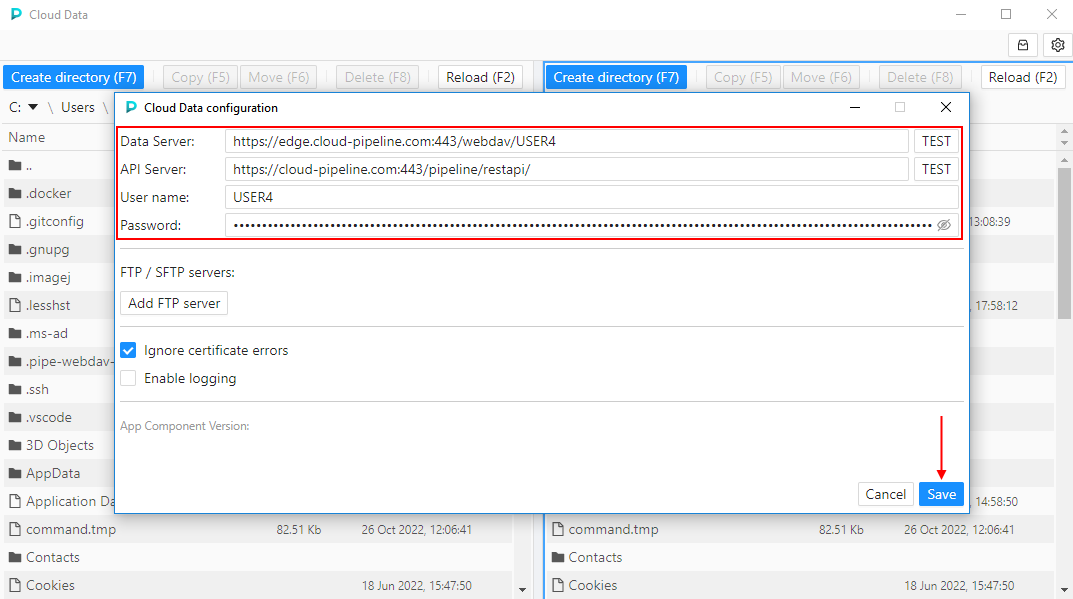 Cloud Data
Create directory (F7) Copy (F5) Move (F6) Delete (F8) Reload (F2) Create directory (F7) Copy (F5) Move (F6) Delete (F8) Reload (F2)
C: \ Users \
Cloud Data configuration
Name
Data Server: https://edge.cloud-pipeline.com:443/webdav/USER4 TEST
API Server: https://cloud-pipeline.com:443/pipeline/restapi/ TEST
User name: USER4
Password: ••••••••••••••••••••••••••••••••••••••••••••••••••••••••••••••••••••••••••••••••••••••••••••••••••••
FTP / SFTP servers:
Add FTP server
Ignore certificate errors
Enable logging
App Component Version:
Cancel Save
..
.docker
.gitconfig 13:08:39
.gnupg
.imagej
.lesshst , 17:58:12
.ms-ad
.pipe-webdav-
.ssh
.vscode
3D Objects
AppData
Application Da 14:58:50
command.tmp 82.51 Kb 26 Oct 2022, 12:06:41 command.tmp 82.51 Kb 26 Oct 2022, 12:06:41
Contacts Contacts
Cookies 18 Jun 2022, 15:47:50 Cookies 18 Jun 2022, 15:47:50